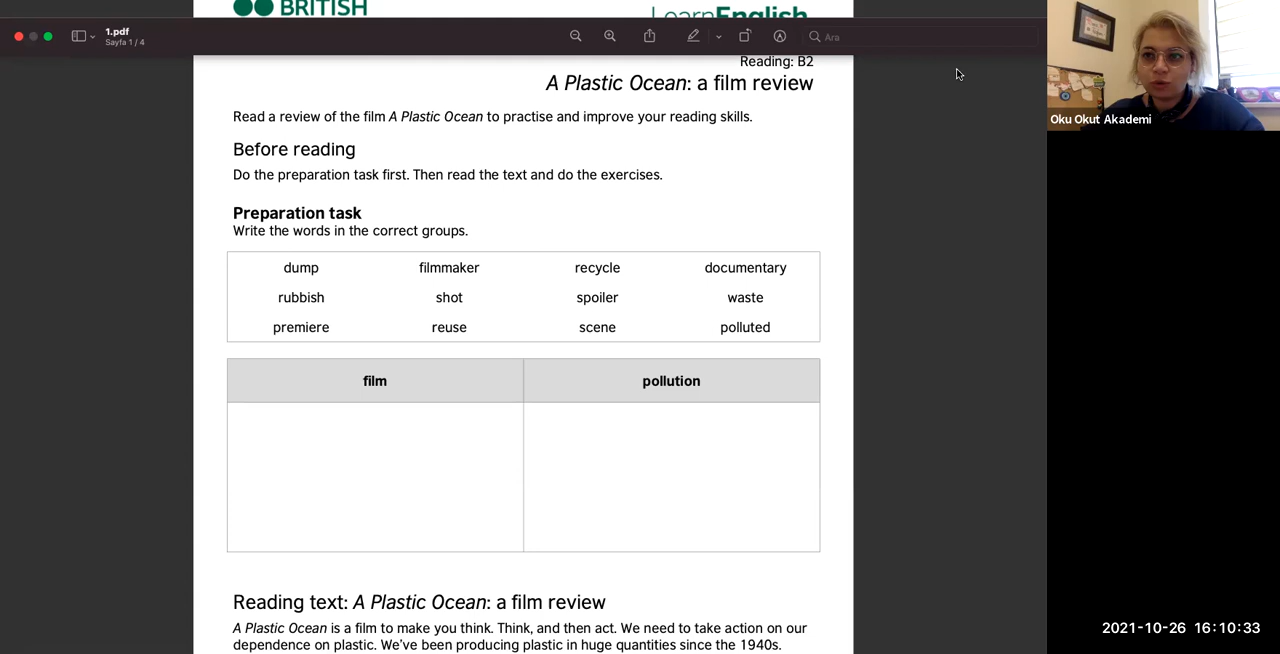 BRITISH
LearnEnglish
1.pdf
Sayfa 1 / 4
Ara
Reading: B2
A Plastic Ocean: a film review
Read a review of the film A Plastic Ocean to practise and improve your reading skills.
Before reading
Do the preparation task first. Then read the text and do the exercises.
Preparation task
Write the words in the correct groups.
dump filmmaker recycle documentary
rubbish shot spoiler waste
premiere reuse scene polluted
film pollution
Reading text: A Plastic Ocean: a film review
A Plastic Ocean is a film to make you think. Think, and then act. We need to take action on our
dependence on plastic. We've been producing plastic in huge quantities since the 1940s.
Oku Okut Akademi
2021-10-26 16:10:33